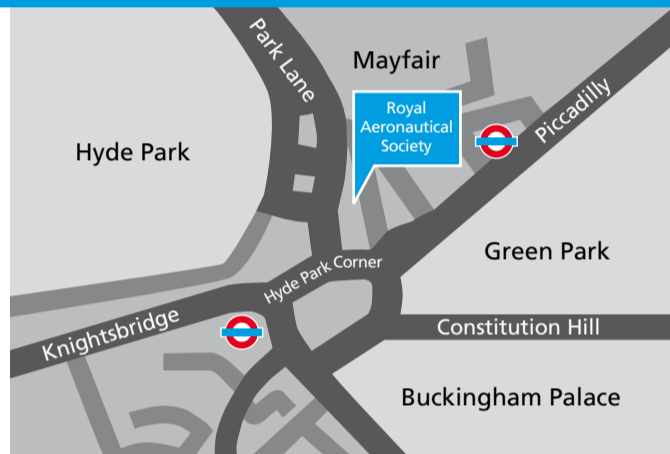 Park Lane
Mayfair
Royal
Aeronautical
Society
Piccadilly
Hyde Park
Green Park
Hyde Park Corner
Knightsbridge
Constitution Hill
Buckingham Palace